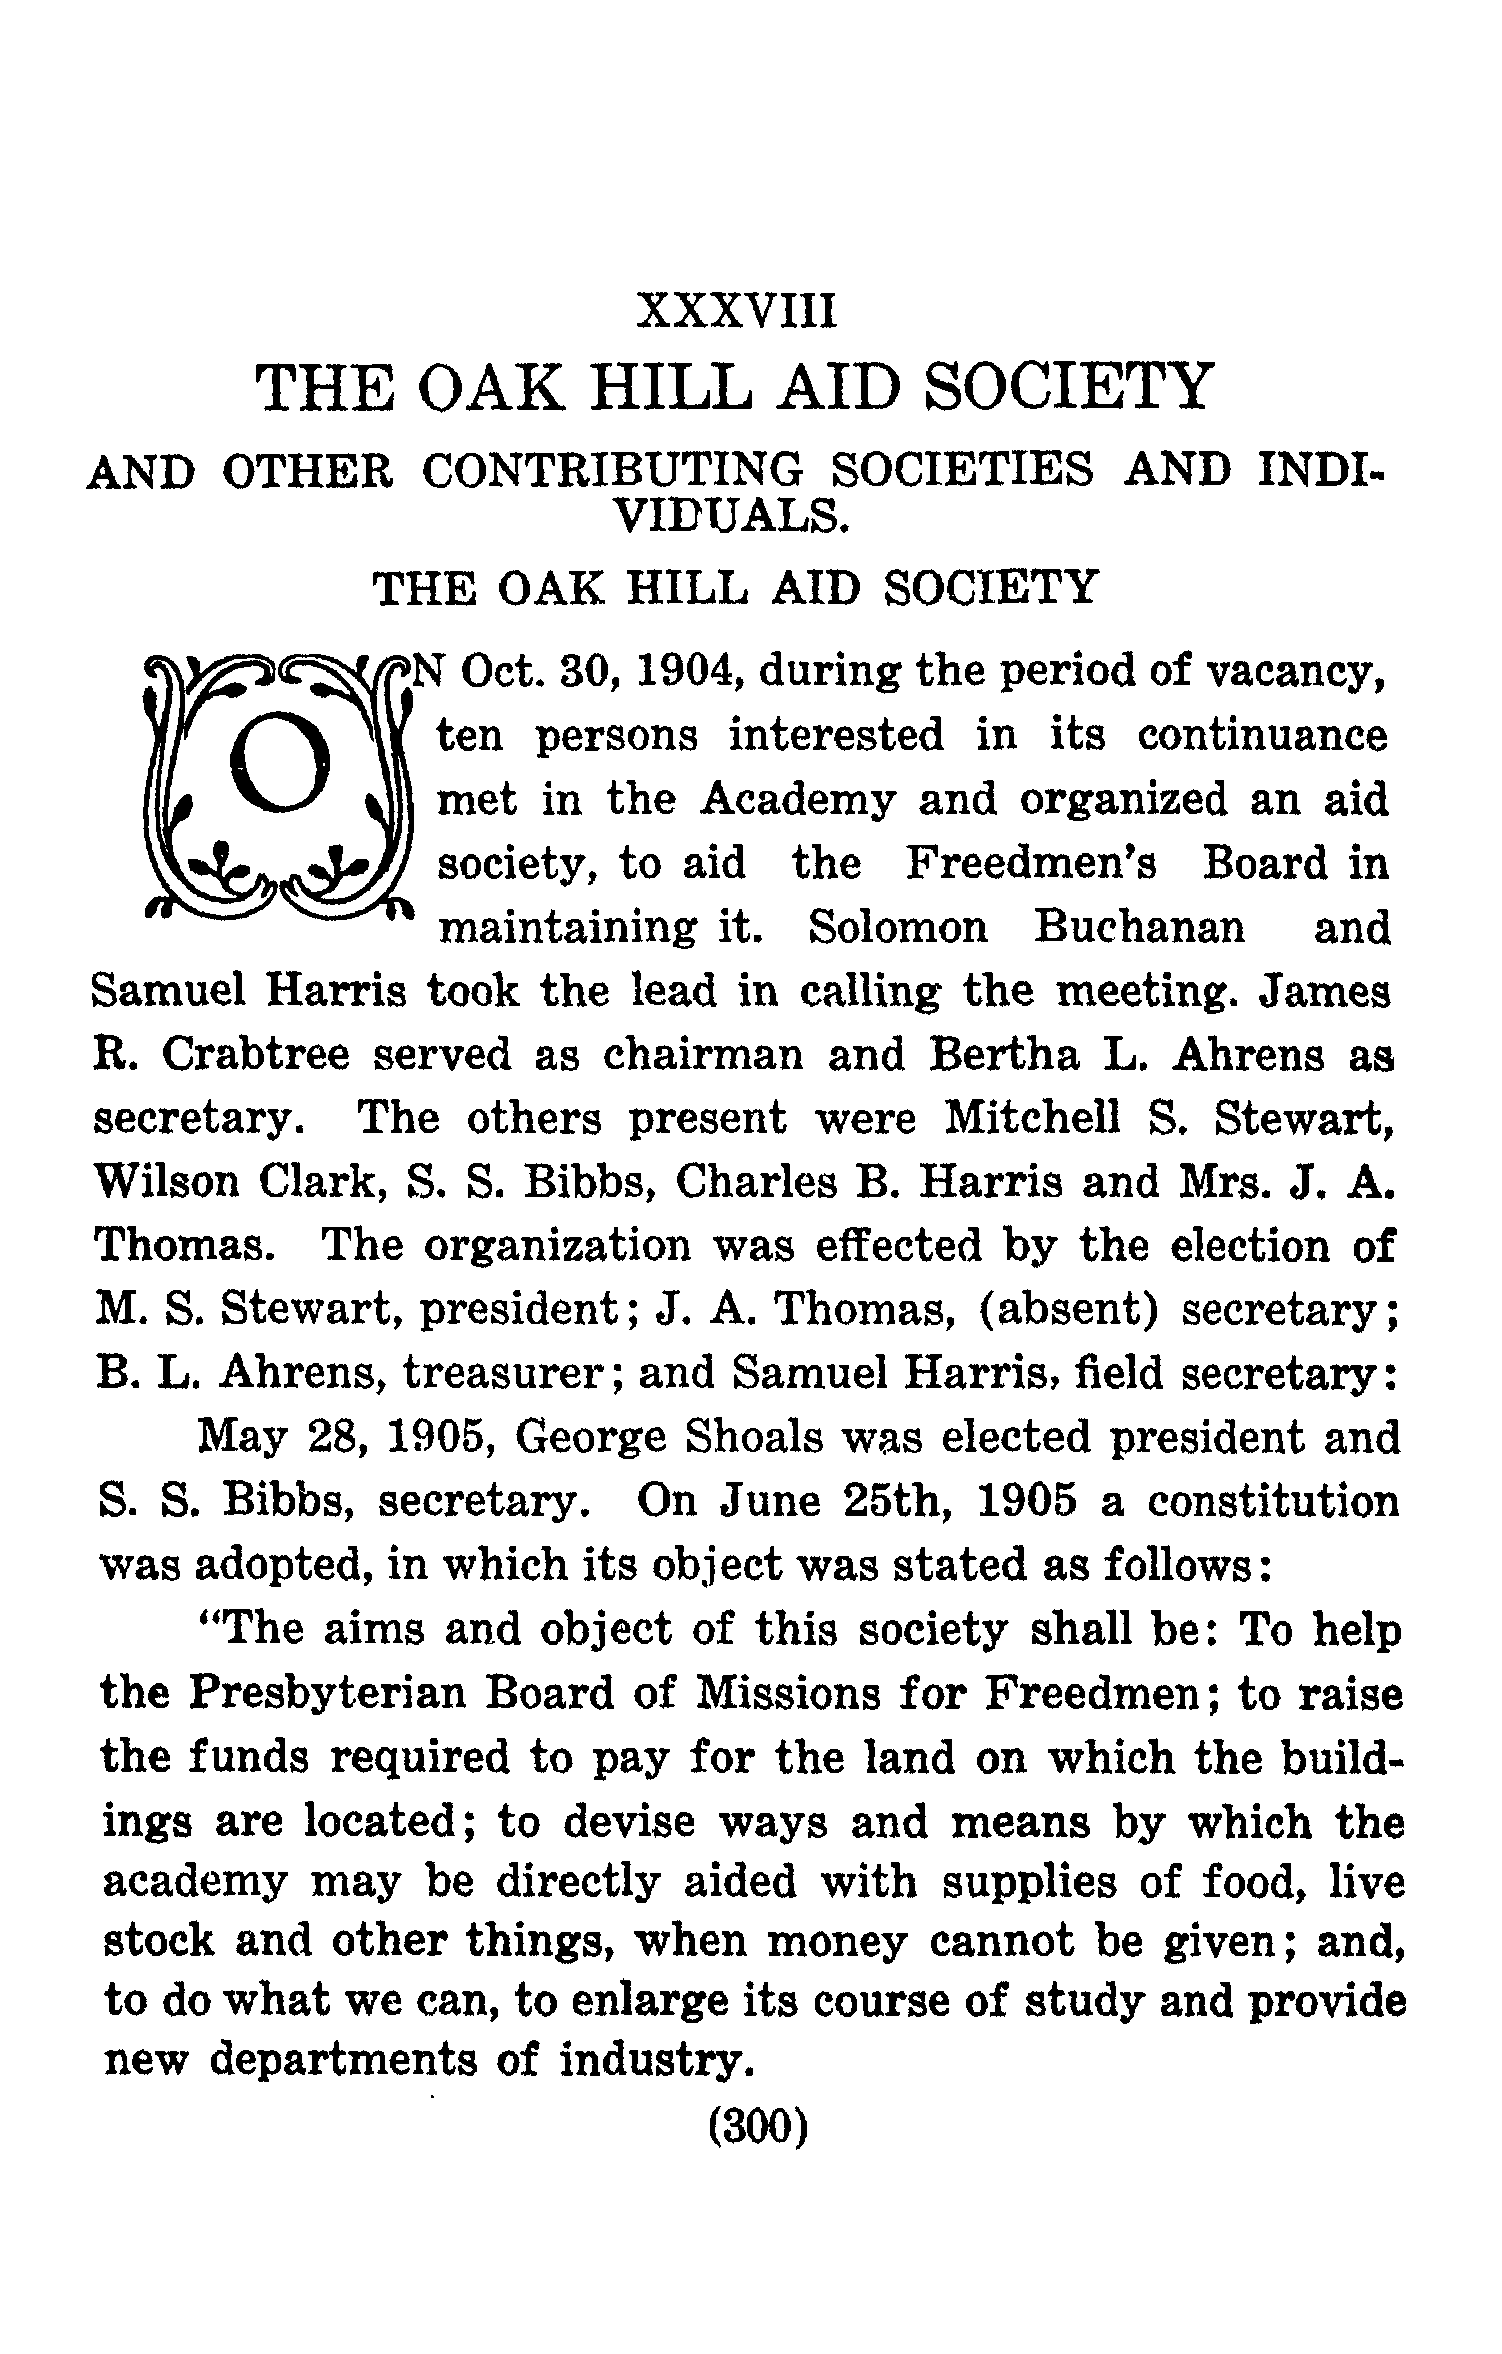 XXXVIII
THE OAK HILL AID SOCIETY
AND OTHER CONTRIBUTING SOCIETIES AND INDI-
VIDUALS.
THE OAK HILL AID SOCIETY
ON Oct. 30, 1904, during the period of vacancy,
ten persons interested in its continuance
met in the Academy and organized an aid
society, to aid the Freedmen's Board in
maintaining it. Solomon Buchanan and
Samuel Harris took the lead in calling the meeting. James
R. Crabtree served as chairman and Bertha L. Ahrens as
secretary. The others present were Mitchell S. Stewart,
Wilson Clark, S. S. Bibbs, Charles B. Harris and Mrs. J. A.
Thomas. The organization was effected by the election of
M. S. Stewart, president; J. A. Thomas, (absent) secretary;
B. L. Ahrens, treasurer; and Samuel Harris, field secretary:
May 28, 1905, George Shoals was elected president and
S. S. Bibbs, secretary. On June 25th, 1905 a constitution
was adopted, in which its object was stated as follows:
"The aims and object of this society shall be: To help
the Presbyterian Board of Missions for Freedmen; to raise
the funds required to pay for the land on which the build-
ings are located; to devise ways and means by which the
academy may be directly aided with supplies of food, live
stock and other things, when money cannot be given; and,
to do what we can, to enlarge its course of study and provide
new departments of industry.
(300)